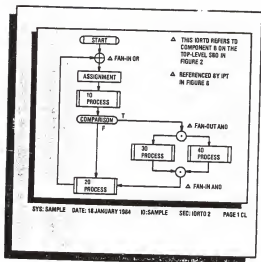 START
△ FAN-IN OR
△ THIS IORTD REFERS TO
COMPONENT B ON THE
TOP-LEVEL SBD IN
FIGURE 2
ASSIGNMENT
△ REFERENCED BY IPT
IN FIGURE 6
10
PROCESS
COMPARISON
T
F
△ FAN-OUT AND
30
PROCESS
40
PROCESS
△ FAN-IN AND
20
PROCESS
SYS: SAMPLE DATE: 18 JANUARY 1984 ID: SAMPLE SEC: IORTD 2 PAGE 1 CL